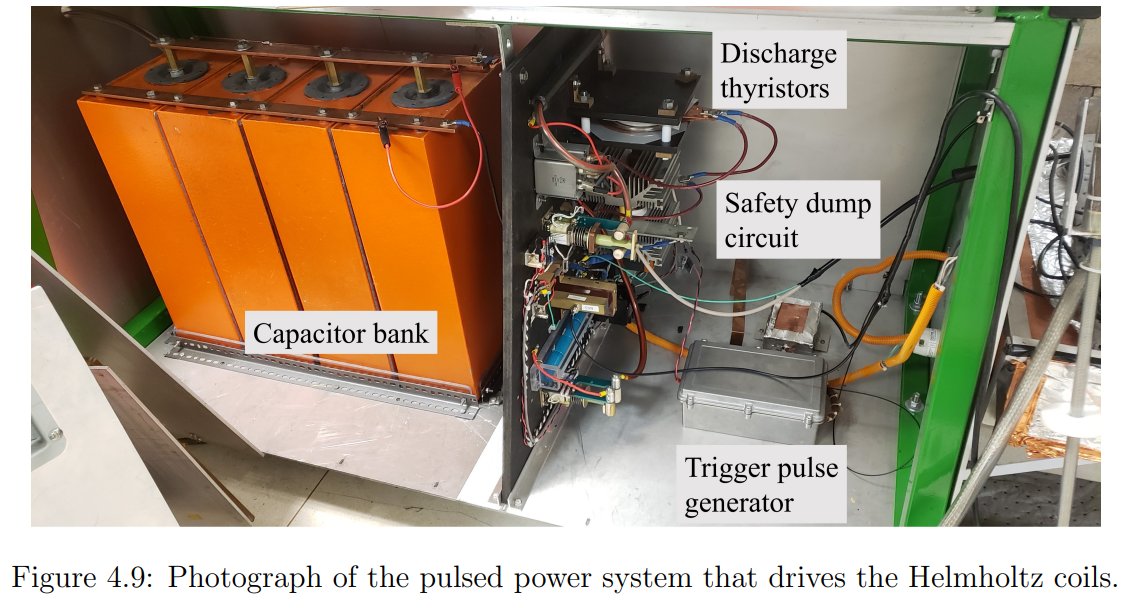 Discharge
thyristors
Safety dump
circuit
Capacitor bank
Trigger pulse
generator
Figure 4.9: Photograph of the pulsed power system that drives the Helmholtz coils.